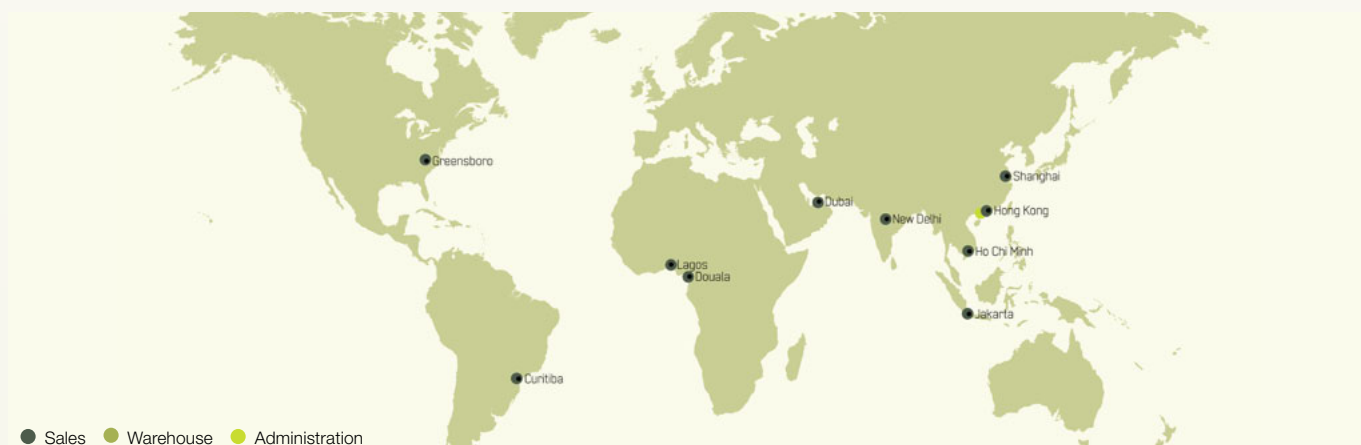 Greensboro
Shanghai
Dubai
Hong Kong
New Delhi
Ho Chi Minh
Lagos
Douala
Jakarta
Curitiba
Sales Warehouse Administration